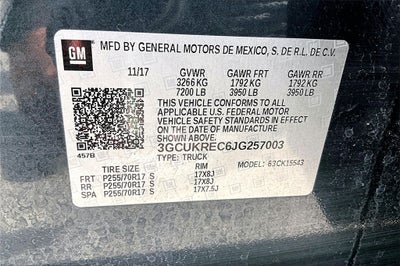 GM
MFD BY GENERAL MOTORS DE MEXICO, S. DE R.L. DE C.V.
11/17 GVWR GAWR FRT GAWR RR
3266 KG 1792 KG 1792 KG
7200 LB 3950 LB 3950 LB
THIS VEHICLE CONFORMS TO ALL
APPLICABLE U.S. FEDERAL MOTOR
VEHICLE SAFETY STANDARDS IN EFFECT
ON THE DATE OF MANUFACTURE SHOWN ABOVE.
3GCUKREC6JG257003
457B TYPE: TRUCK MODEL: 63CK15543
TIRE SIZE RIM
FRT P255/70R17 S 17X8J
RR P255/70R17 S 17X8J
SPA P255/70R17 S 17X7.5J